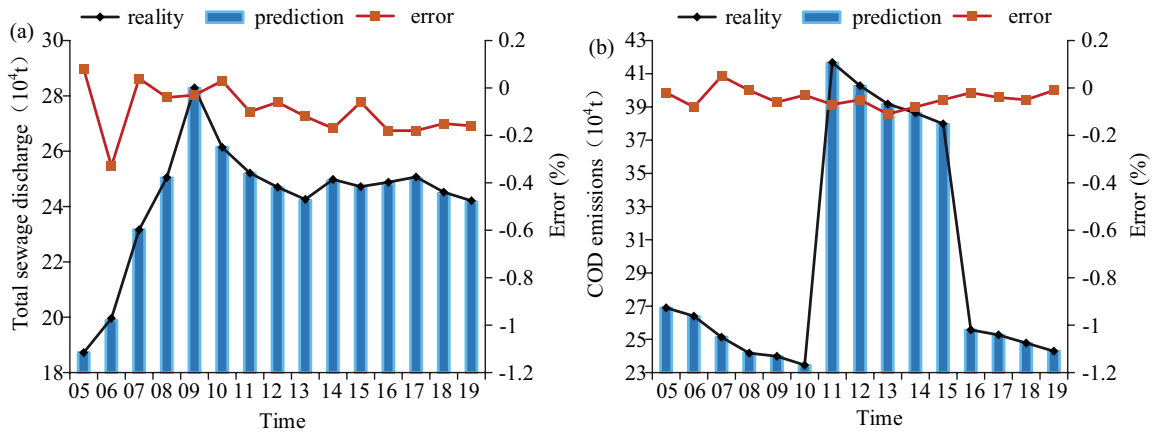 reality prediction error
(a)
Total sewage discharge (10⁴t)
30
28
26
24
22
20
18
0.2
0
-0.2
-0.4
-0.6
-0.8
-1
-1.2
Error (%)
05 06 07 08 09 10 11 12 13 14 15 16 17 18 19
Time
reality prediction error
(b)
COD emissions (10⁴t)
43
41
39
37
35
33
31
29
27
25
23
0.2
0
-0.2
-0.4
-0.6
-0.8
-1
-1.2
Error (%)
05 06 07 08 09 10 11 12 13 14 15 16 17 18 19
Time